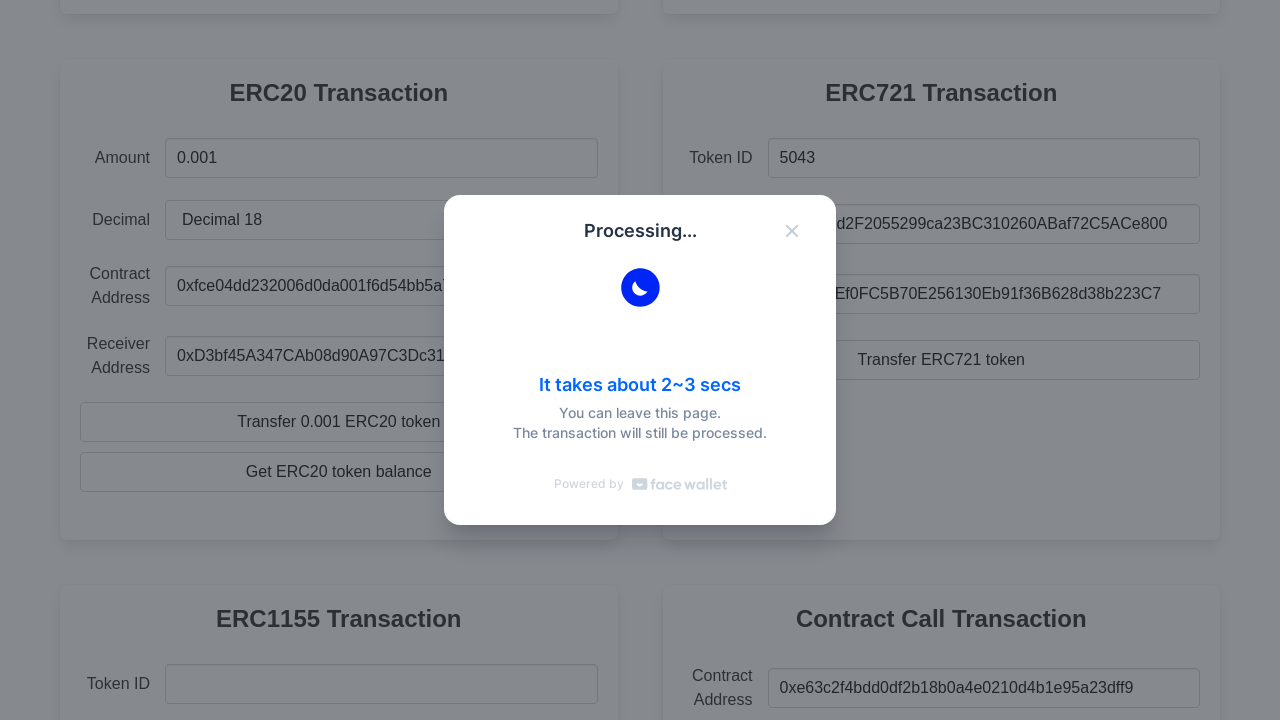 ERC20 Transaction
Amount
0.001
Decimal
Decimal 18
Contract
Address
0xfce04dd232006d0da001f6d54bb5a
Receiver
Address
0xD3bf45A347CAb08d90A97C3Dc31
Transfer 0.001 ERC20 token
Get ERC20 token balance
ERC721 Transaction
Token ID
5043
d2F2055299ca23BC310260ABaf72C5ACe800
Ef0FC5B70E256130Eb91f36B628d38b223C7
Transfer ERC721 token
Processing...
It takes about 2~3 secs
You can leave this page.
The transaction will still be processed.
Powered by face wallet
ERC1155 Transaction
Token ID
Contract Call Transaction
Contract
Address
0xe63c2f4bdd0df2b18b0a4e0210d4b1e95a23dff9